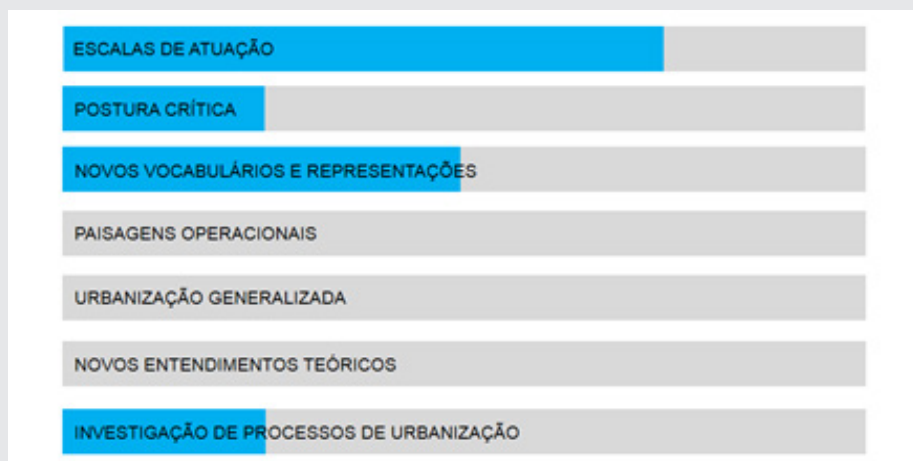 ESCALAS DE ATUAÇÃO
POSTURA CRÍTICA
NOVOS VOCABULÁRIOS E REPRESENTAÇÕES
PAISAGENS OPERACIONAIS
URBANIZAÇÃO GENERALIZADA
NOVOS ENTENDIMENTOS TEÓRICOS
INVESTIGAÇÃO DE PROCESSOS DE URBANIZAÇÃO